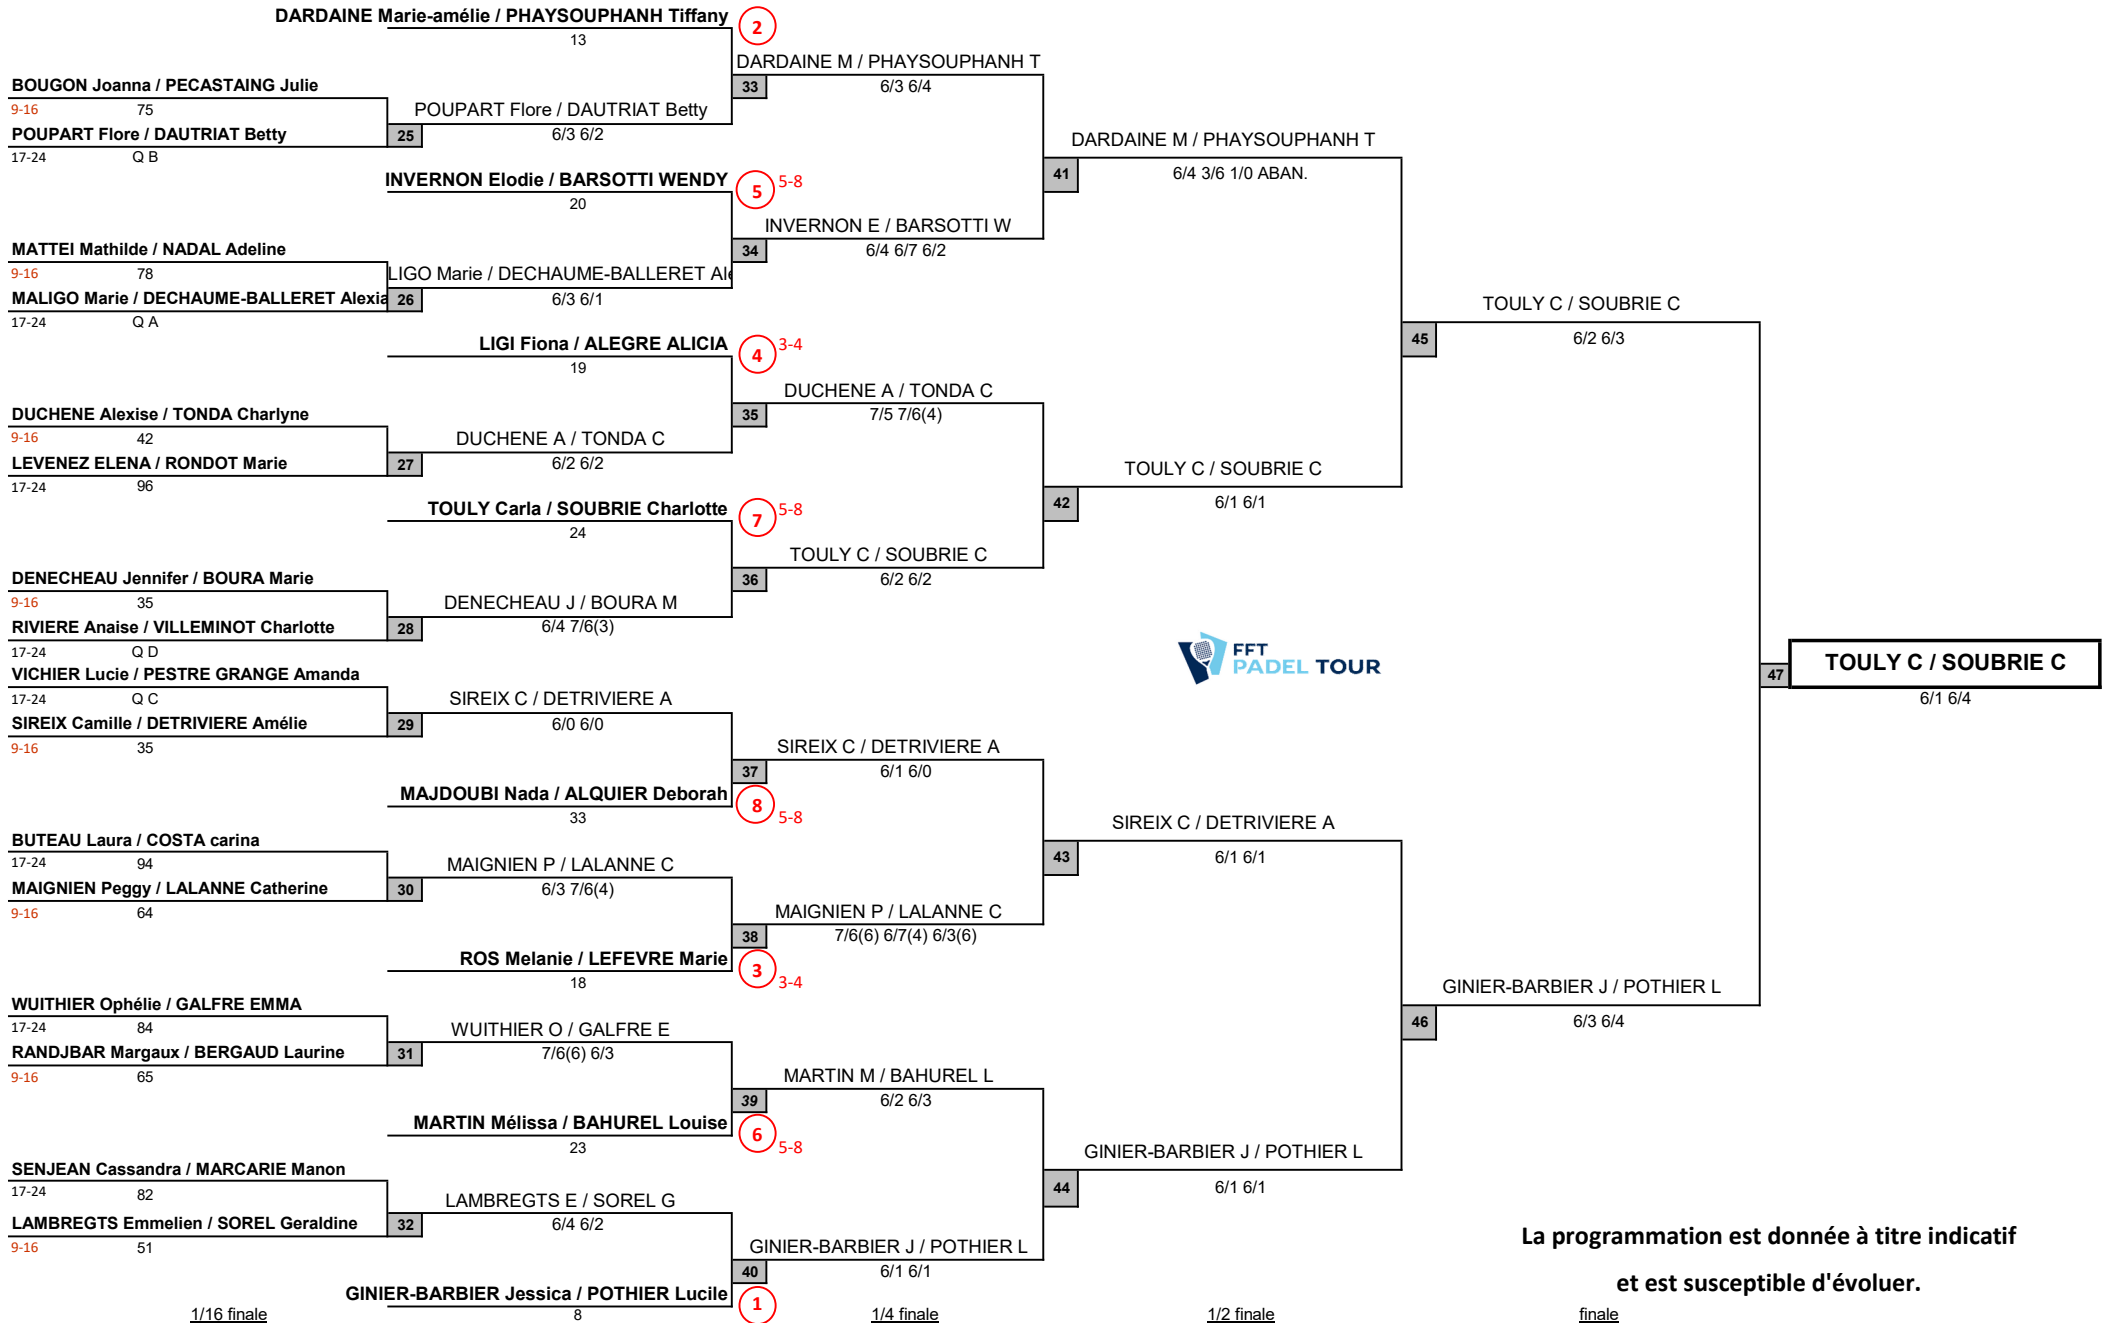 DARDAINE Marie-amélie / PHAYSOUPHANH Tiffany
2
13
DARDAINE M / PHAYSOUPHANH T
BOUGON Joanna / PECASTAING Julie
33
6/3 6/4
9-16
75
POUPART Flore / DAUTRIAT Betty
POUPART Flore / DAUTRIAT Betty
25
6/3 6/2
17-24
Q B
DARDAINE M / PHAYSOUPHANH T
INVERNON Elodie / BARSOTTI WENDY
5
5-8
41
6/4 3/6 1/0 ABAN.
20
INVERNON E / BARSOTTI W
MATTEI Mathilde / NADAL Adeline
34
6/4 6/7 6/2
9-16
78
LIGO Marie / DECHAUME-BALLERET Ale
MALIGO Marie / DECHAUME-BALLERET Alexia
26
6/3 6/1
17-24
Q A
TOULY C / SOUBRIE C
LIGI Fiona / ALEGRE ALICIA
4
3-4
45
6/2 6/3
19
DUCHENE A / TONDA C
DUCHENE Alexise / TONDA Charlyne
35
7/5 7/6(4)
9-16
42
DUCHENE A / TONDA C
LEVENEZ ELENA / RONDOT Marie
27
6/2 6/2
17-24
96
TOULY C / SOUBRIE C
TOULY Carla / SOUBRIE Charlotte
7
5-8
42
6/1 6/1
24
TOULY C / SOUBRIE C
DENECHEAU Jennifer / BOURA Marie
36
6/2 6/2
9-16
35
DENECHEAU J / BOURA M
RIVIERE Anaise / VILLEMINOT Charlotte
28
6/4 7/6(3)
17-24
Q D
FFT
PADEL TOUR
TOULY C / SOUBRIE C
47
6/1 6/4
VICHIER Lucie / PESTRE GRANGE Amanda
17-24
Q C
SIREIX C / DETRIVIERE A
SIREIX Camille / DETRIVIERE Amélie
29
6/0 6/0
9-16
35
SIREIX C / DETRIVIERE A
37
6/1 6/0
MAJDOUBI Nada / ALQUIER Deborah
8
5-8
33
SIREIX C / DETRIVIERE A
BUTEAU Laura / COSTA carina
43
6/1 6/1
17-24
94
MAIGNIEN P / LALANNE C
MAIGNIEN Peggy / LALANNE Catherine
30
6/3 7/6(4)
9-16
64
MAIGNIEN P / LALANNE C
38
7/6(6) 6/7(4) 6/3(6)
ROS Melanie / LEFEVRE Marie
3
3-4
18
GINIER-BARBIER J / POTHIER L
WUITHIER Ophélie / GALFRE EMMA
46
6/3 6/4
17-24
84
WUITHIER O / GALFRE E
RANDJBAR Margaux / BERGAUD Laurine
31
7/6(6) 6/3
9-16
65
MARTIN M / BAHUREL L
39
6/2 6/3
MARTIN Mélissa / BAHUREL Louise
6
5-8
23
GINIER-BARBIER J / POTHIER L
SENJEAN Cassandra / MARCARIE Manon
44
6/1 6/1
17-24
82
LAMBREGTS E / SOREL G
LAMBREGTS Emmelien / SOREL Geraldine
32
6/4 6/2
9-16
51
GINIER-BARBIER J / POTHIER L
40
6/1 6/1
GINIER-BARBIER Jessica / POTHIER Lucile
1
8
La programmation est donnée à titre indicatif
et est susceptible d'évoluer.
1/16 finale
1/4 finale
1/2 finale
finale